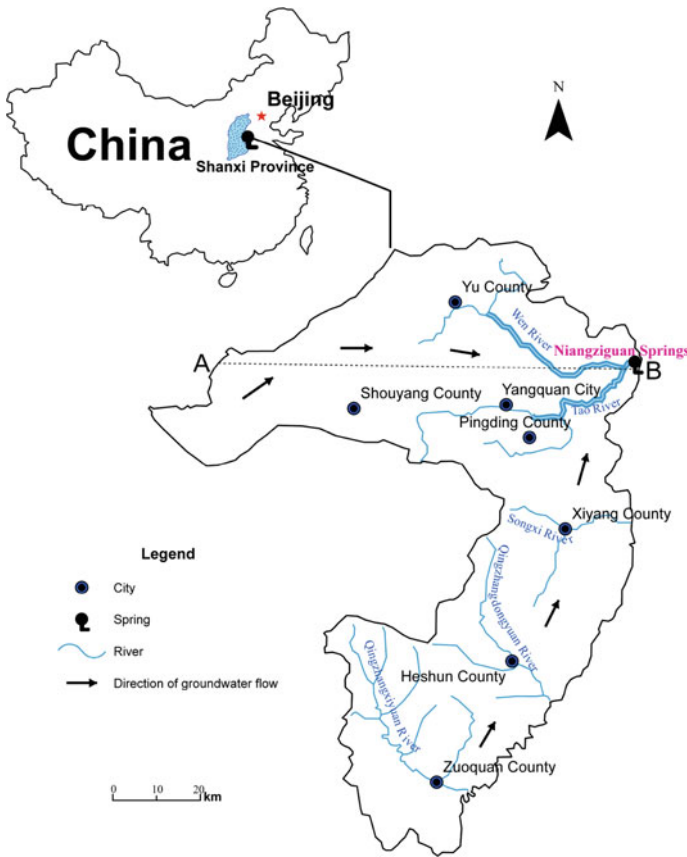 Beijing
China
Shanxi Province
N
Yu County
Wen River
Niangziguan Springs
A
B
Shouyang County
Yangquan City
Tao River
Pingding County
Xiyang County
Songxi River
Qingzhangdongyuan River
Legend
City
Spring
River
Direction of groundwater flow
Qingzhangxiyuan River
Heshun County
Zuoquan County
0 10 20 km